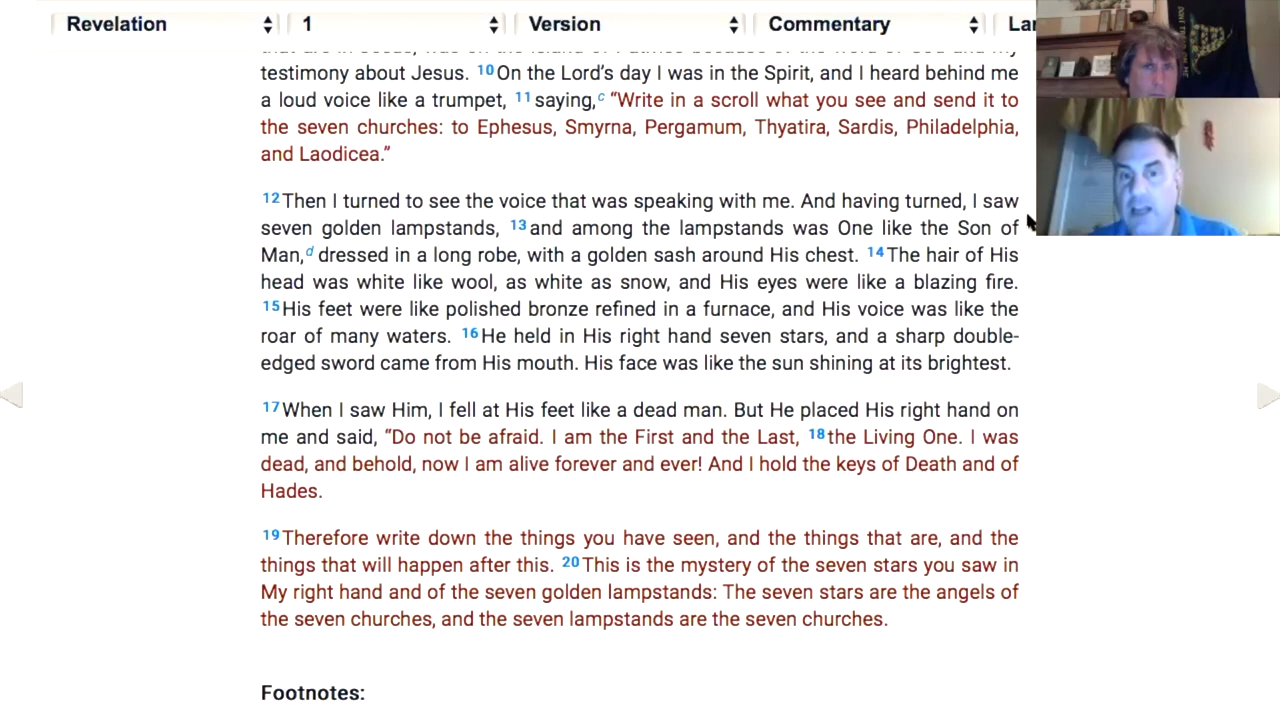 Revelation 1 Version Commentary Lan
that are in Jesus, was on the island of Patmos because of the word of God and my
testimony about Jesus. 10 On the Lord’s day I was in the Spirit, and I heard behind me
a loud voice like a trumpet, 11 saying,c “Write in a scroll what you see and send it to
the seven churches: to Ephesus, Smyrna, Pergamum, Thyatira, Sardis, Philadelphia,
and Laodicea.”
12 Then I turned to see the voice that was speaking with me. And having turned, I saw
seven golden lampstands, 13 and among the lampstands was One like the Son of
Man,d dressed in a long robe, with a golden sash around His chest. 14 The hair of His
head was white like wool, as white as snow, and His eyes were like a blazing fire.
15 His feet were like polished bronze refined in a furnace, and His voice was like the
roar of many waters. 16 He held in His right hand seven stars, and a sharp double-
edged sword came from His mouth. His face was like the sun shining at its brightest.
17 When I saw Him, I fell at His feet like a dead man. But He placed His right hand on
me and said, “Do not be afraid. I am the First and the Last, 18 the Living One. I was
dead, and behold, now I am alive forever and ever! And I hold the keys of Death and of
Hades.
19 Therefore write down the things you have seen, and the things that are, and the
things that will happen after this. 20 This is the mystery of the seven stars you saw in
My right hand and of the seven golden lampstands: The seven stars are the angels of
the seven churches, and the seven lampstands are the seven churches.
Footnotes: